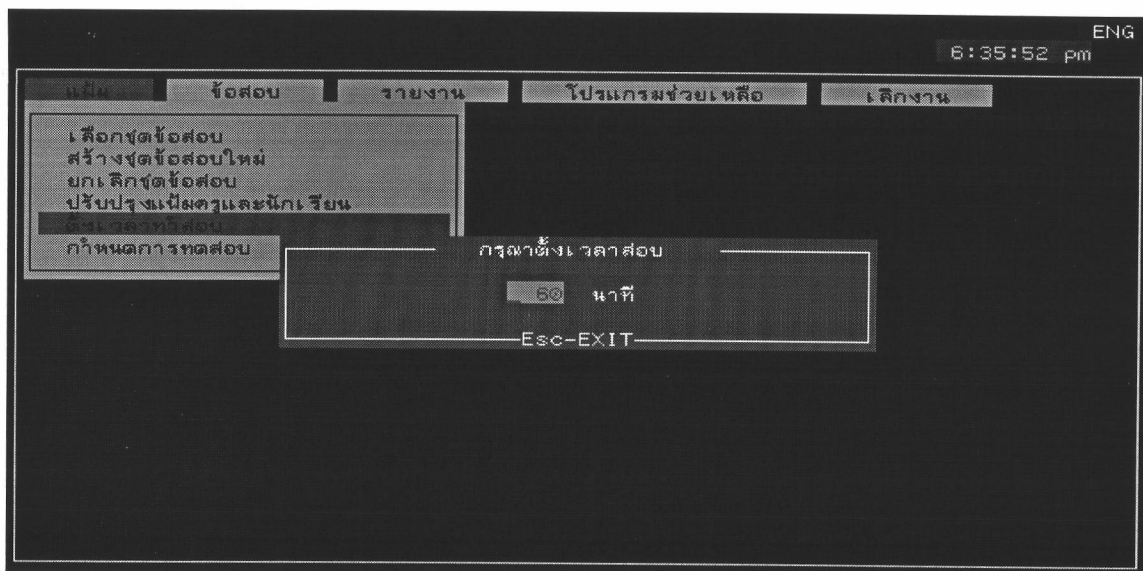 ENG
6:35:52 pm
แฟ้ม ข้อสอบ รายงาน โปรแกรมช่วยเหลือ เลิกงาน
เลือกชุดข้อสอบ
สร้างชุดข้อสอบใหม่
ยกเลิกชุดข้อสอบ
ปรับปรุงแฟ้มครูและนักเรียน
ตั้งเวลาทำสอบ
กำหนดการทดสอบ
กรุณาตั้งเวลาสอบ
60 นาที
Esc-EXIT